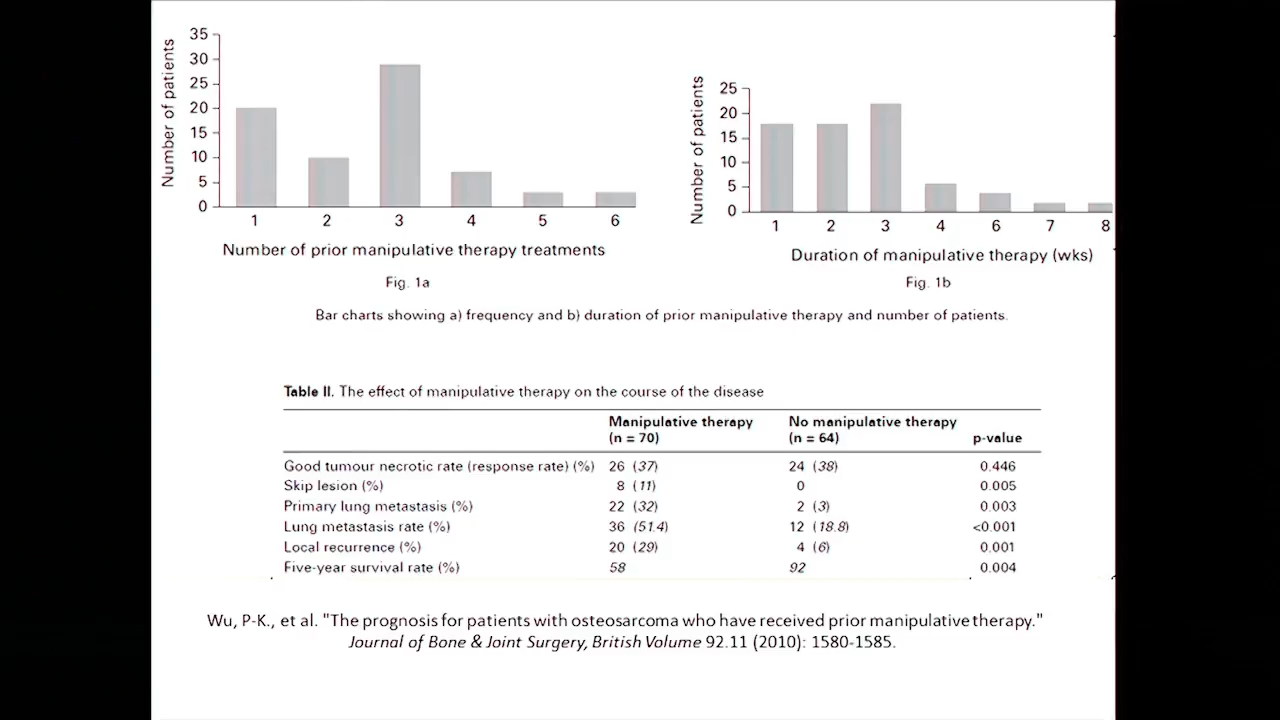 35
30
25
20
15
10
5
0
Number of patients
1 2 3 4 5 6
Number of prior manipulative therapy treatments
Fig. 1a
25
20
15
10
5
0
Number of patients
1 2 3 4 6 7 8
Duration of manipulative therapy (wks)
Fig. 1b
Bar charts showing a) frequency and b) duration of prior manipulative therapy and number of patients.
Table II. The effect of manipulative therapy on the course of the disease
Manipulative therapy (n = 70) No manipulative therapy (n = 64) p-value
Good tumour necrotic rate (response rate) (%) 26 (37) 24 (38) 0.446
Skip lesion (%) 8 (11) 0 0.005
Primary lung metastasis (%) 22 (32) 2 (3) 0.003
Lung metastasis rate (%) 36 (51.4) 12 (18.8) <0.001
Local recurrence (%) 20 (29) 4 (6) 0.001
Five-year survival rate (%) 58 92 0.004
Wu, P-K., et al. "The prognosis for patients with osteosarcoma who have received prior manipulative therapy."
Journal of Bone & Joint Surgery, British Volume 92.11 (2010): 1580-1585.